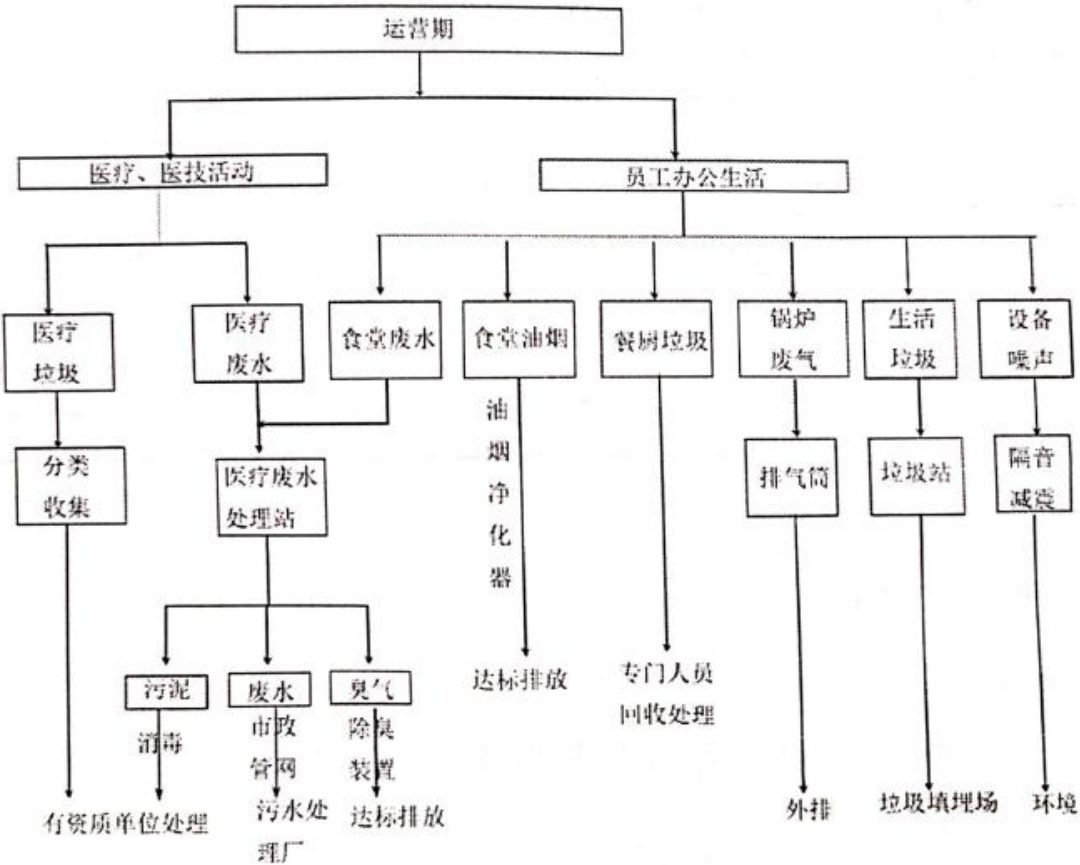 运营期
医疗、医技活动
员工办公生活
医疗
垃圾
医疗
废水
食堂废水
食堂油烟
餐厨垃圾
锅炉
废气
生活
垃圾
设备
噪声
分类
收集
医疗废水
处理站
油
烟
净
化
器
排气筒
垃圾站
隔音
减震
污泥
废水
臭气
消毒
市政
管网
除臭
装置
达标排放
专门人员
回收处理
有资质单位处理
污水处
理厂
达标排放
外排
垃圾填埋场
环境